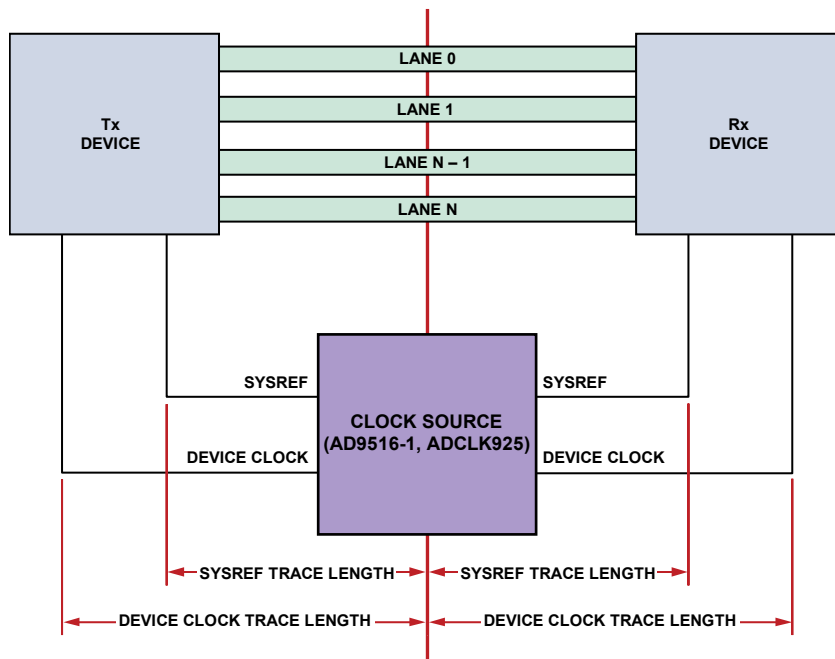 LANE 0
LANE 1
LANE N – 1
LANE N
Tx
DEVICE
Rx
DEVICE
SYSREF
SYSREF
CLOCK SOURCE
(AD9516-1, ADCLK925)
DEVICE CLOCK
DEVICE CLOCK
SYSREF TRACE LENGTH
SYSREF TRACE LENGTH
DEVICE CLOCK TRACE LENGTH
DEVICE CLOCK TRACE LENGTH